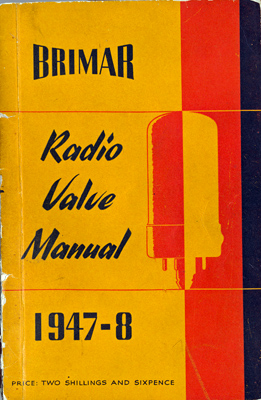 BRIMAR
Radio
Valve
Manual
1947-8
PRICE: TWO SHILLINGS AND SIXPENCE